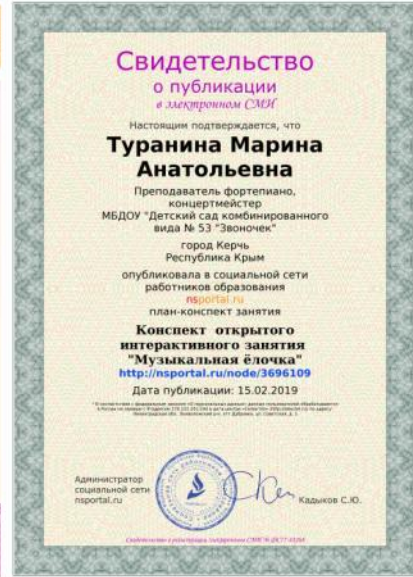 Свидетельство
о публикации
в электронном СМИ
Настоящим подтверждается, что
Туранина Марина
Анатольевна
Преподаватель фортепиано,
концертмейстер
МБДОУ "Детский сад комбинированного
вида № 53 "Звоночек"
город Керчь
Республика Крым
опубликовала в социальной сети
работников образования
nsportal.ru
план-конспект занятия
Конспект открытого
интерактивного занятия
"Музыкальная ёлочка"
http://nsportal.ru/node/3696109
Дата публикации: 15.02.2019
Администратор
социальной сети
nsportal.ru
Кадыков С.Ю.